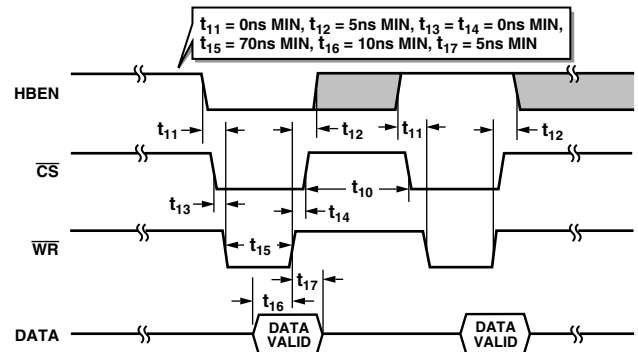 t11 = 0ns MIN, t12 = 5ns MIN, t13 = t14 = 0ns MIN,
t15 = 70ns MIN, t16 = 10ns MIN, t17 = 5ns MIN
HBEN
t11
t12
t11
t12
CS
t13
t10
t14
WR
t15
t17
t16
DATA
DATA VALID
DATA VALID